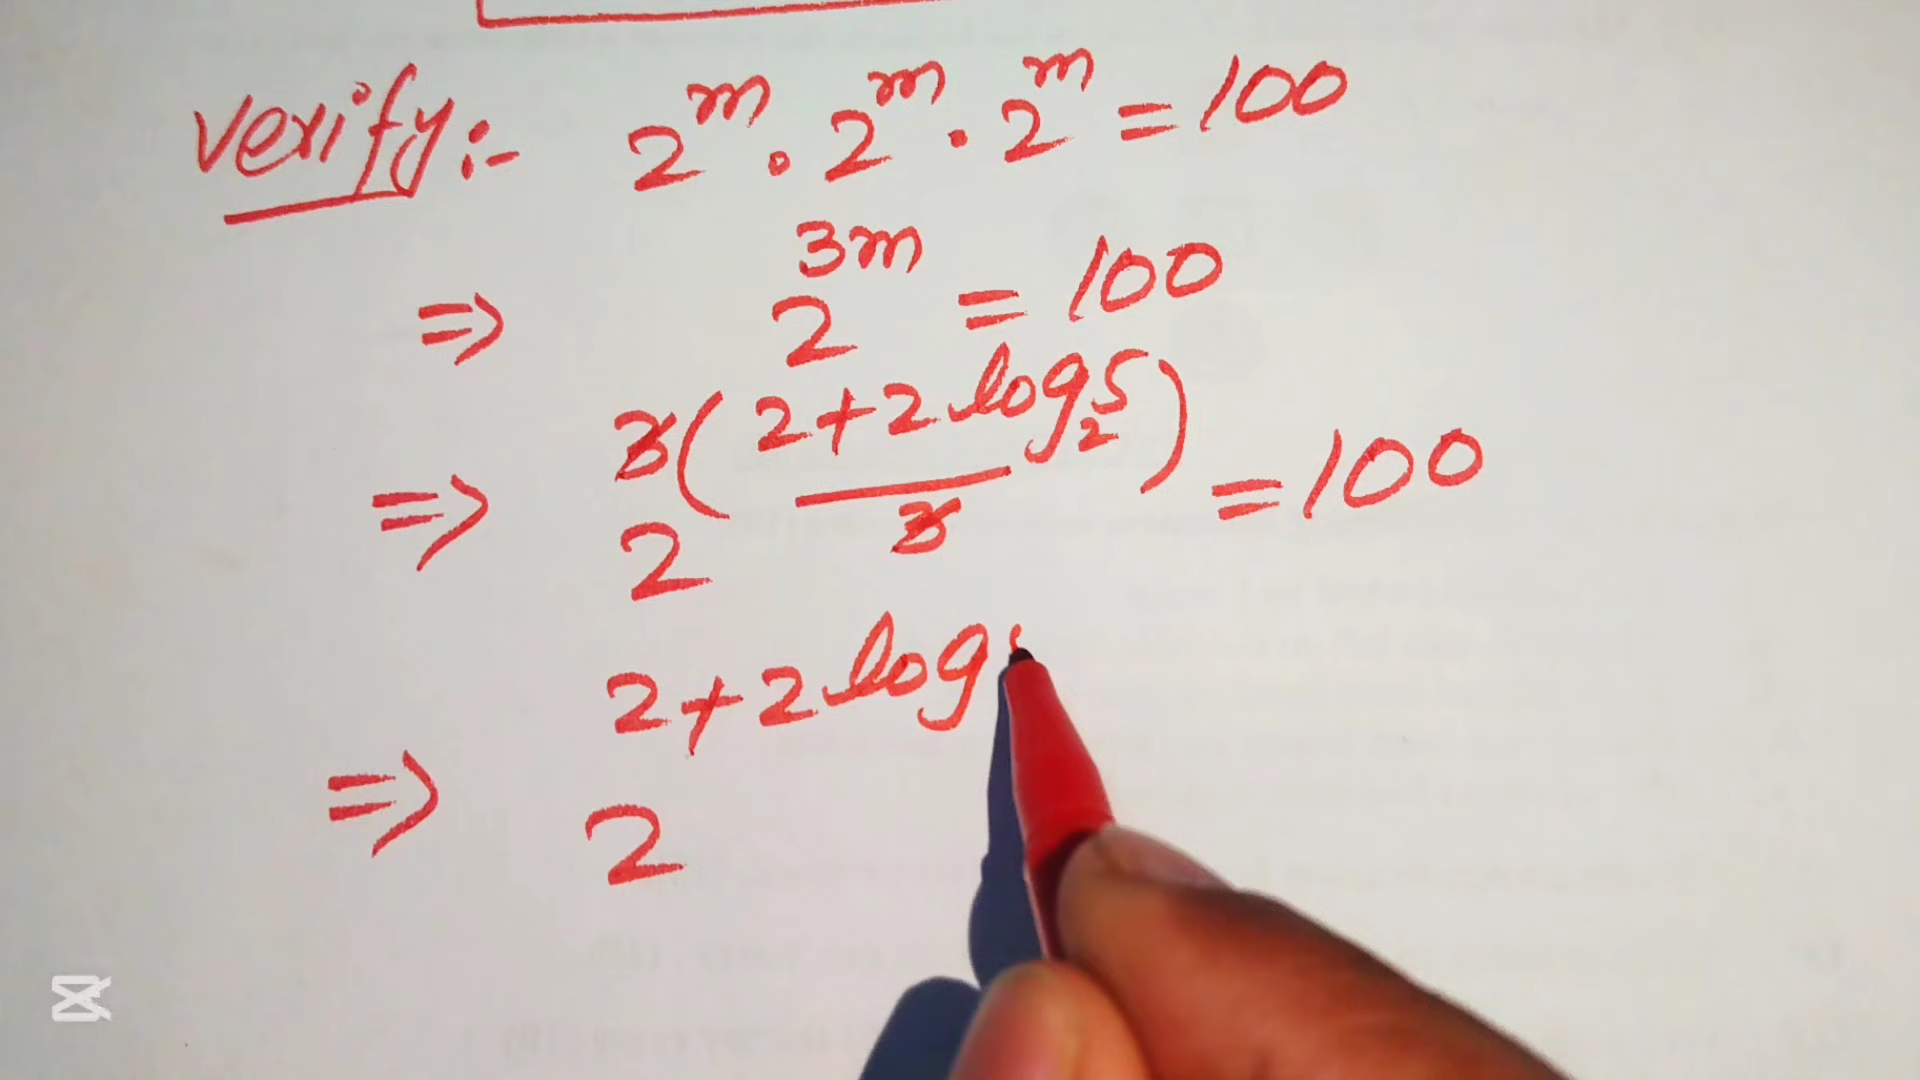 verify:- 2^m . 2^m . 2^m = 100
=> 2^3m = 100
=> 2^3(2+2log_2 5 / 3) = 100
=> 2^2+2log